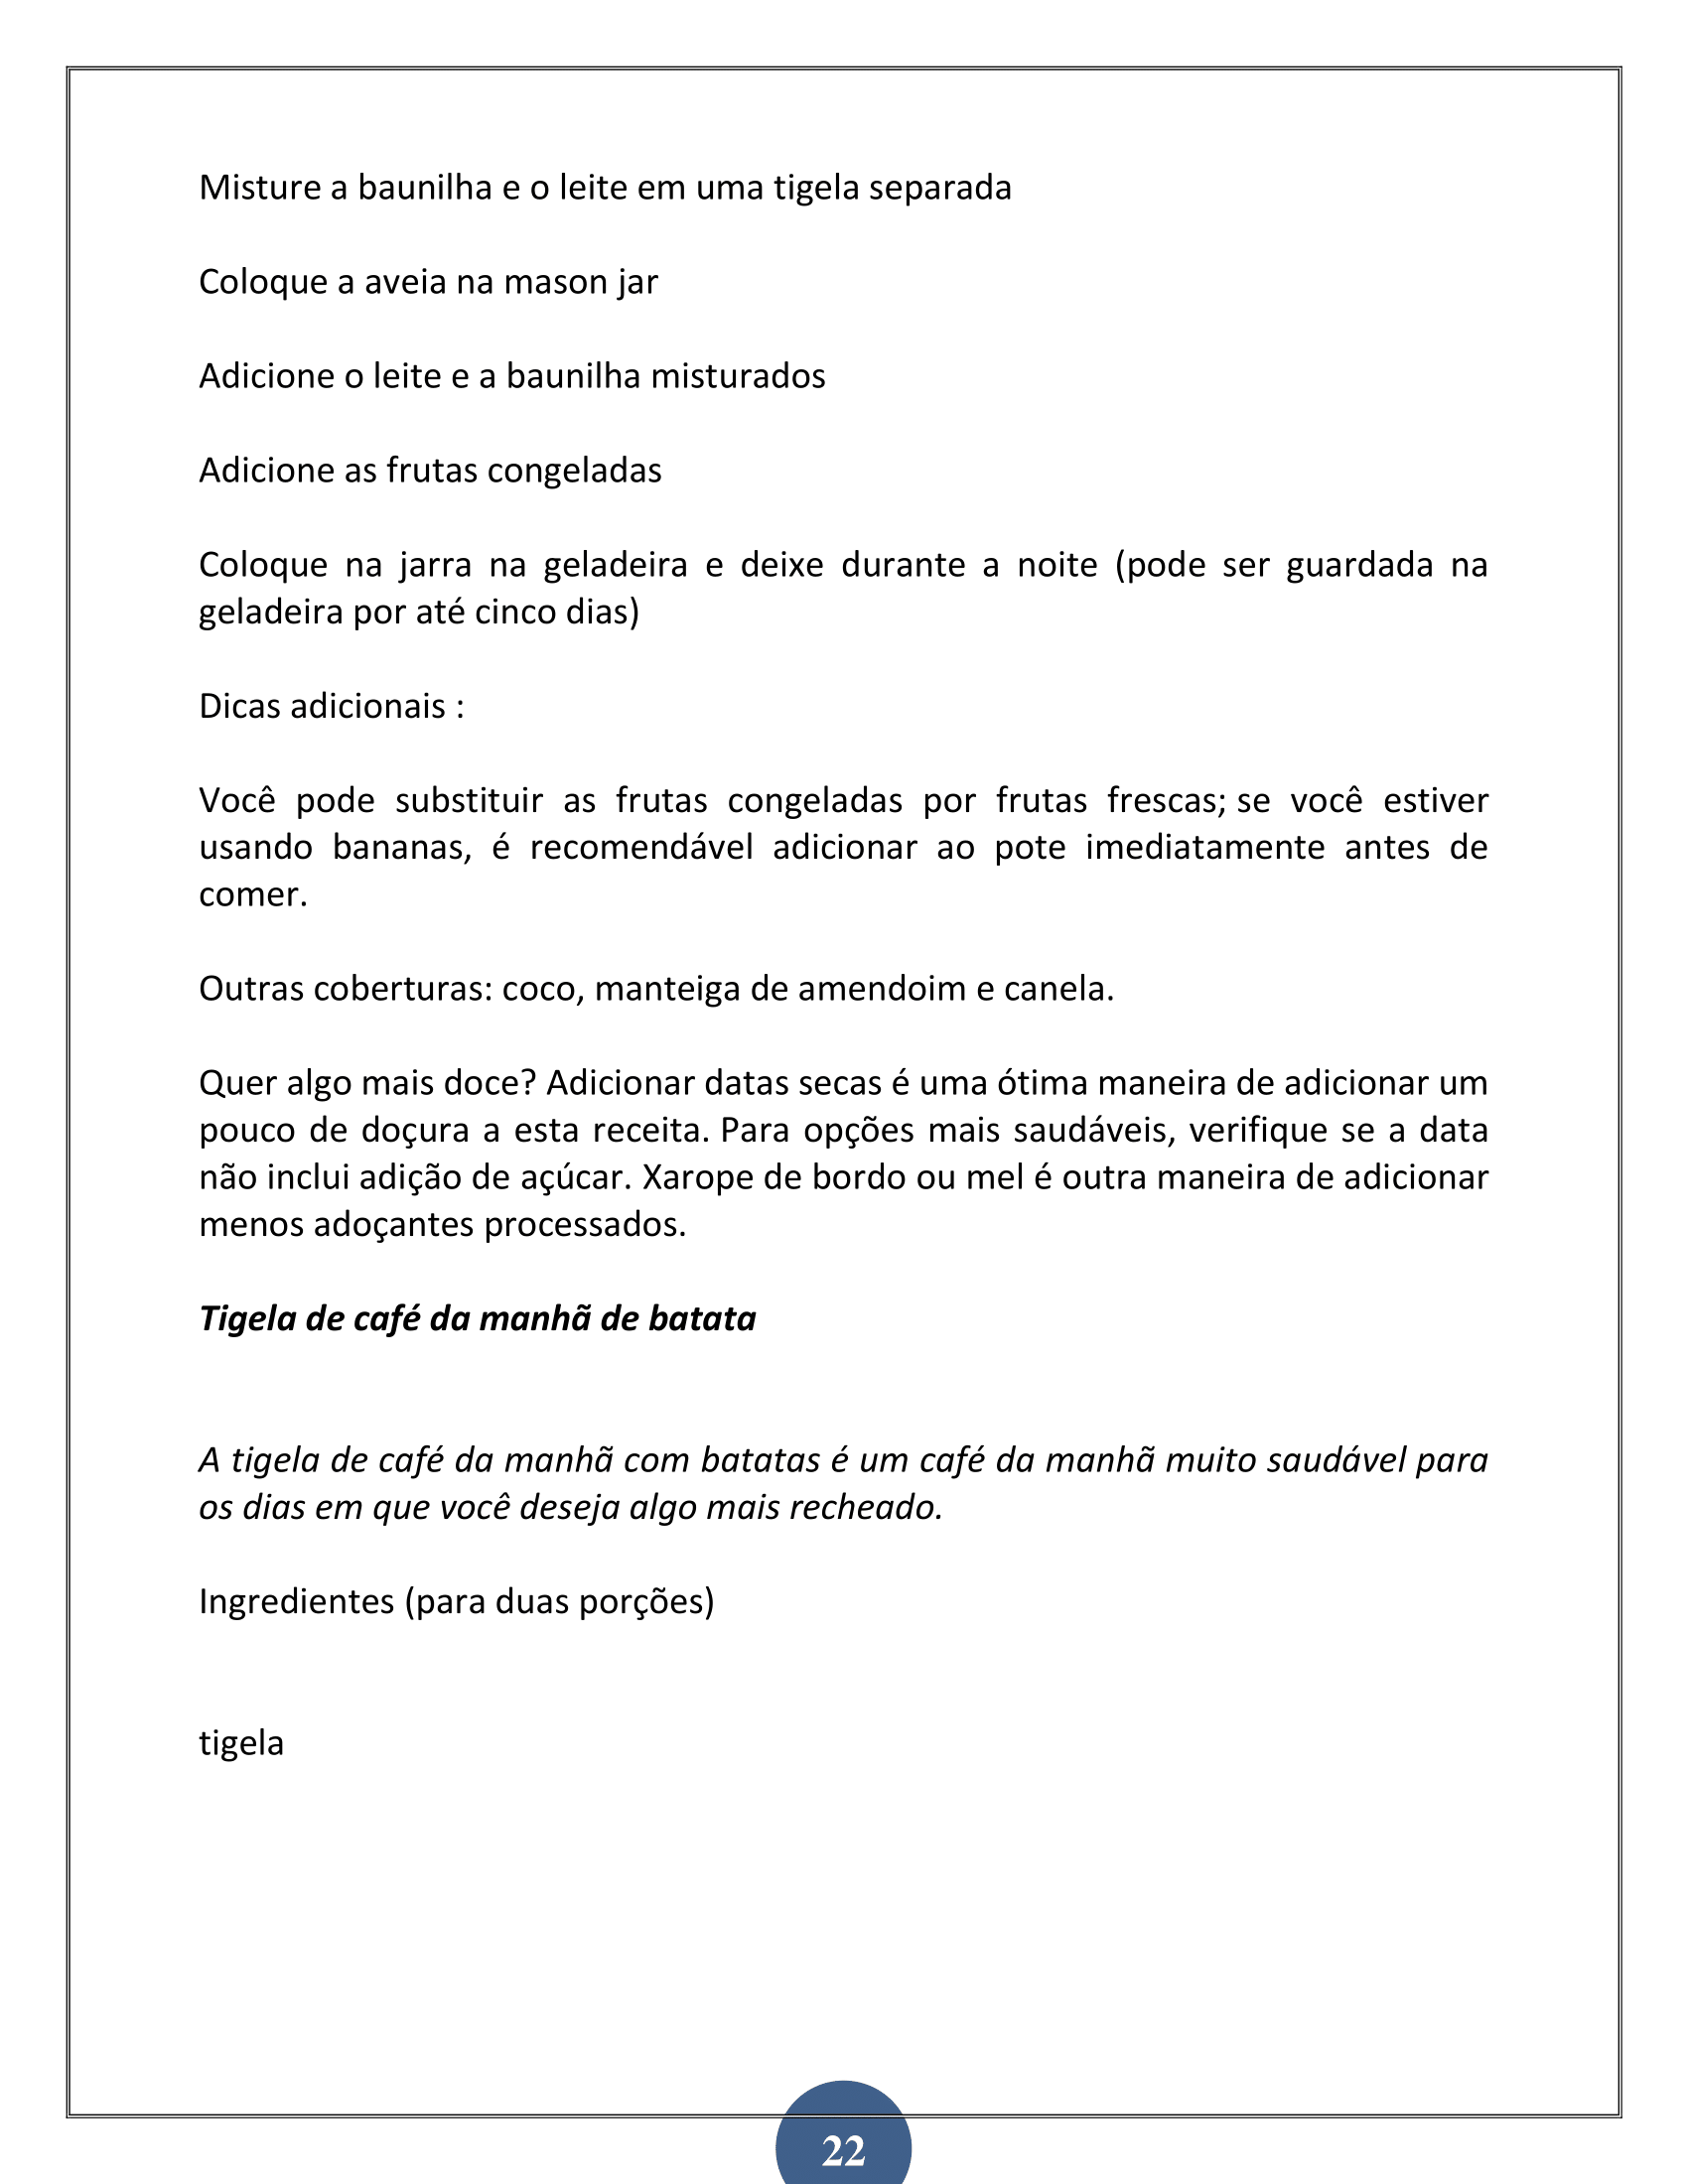 Misture a baunilha e o leite em uma tigela separada
Coloque a aveia na mason jar
Adicione o leite e a baunilha misturados
Adicione as frutas congeladas
Coloque na jarra na geladeira e deixe durante a noite (pode ser guardada na
geladeira por até cinco dias)
Dicas adicionais :
Você pode substituir as frutas congeladas por frutas frescas; se você estiver
usando bananas, é recomendável adicionar ao pote imediatamente antes de
comer.
Outras coberturas: coco, manteiga de amendoim e canela.
Quer algo mais doce? Adicionar datas secas é uma ótima maneira de adicionar um
pouco de doçura a esta receita. Para opções mais saudáveis, verifique se a data
não inclui adição de açúcar. Xarope de bordo ou mel é outra maneira de adicionar
menos adoçantes processados.
Tigela de café da manhã de batata
A tigela de café da manhã com batatas é um café da manhã muito saudável para
os dias em que você deseja algo mais recheado.
Ingredientes (para duas porções)
tigela
22